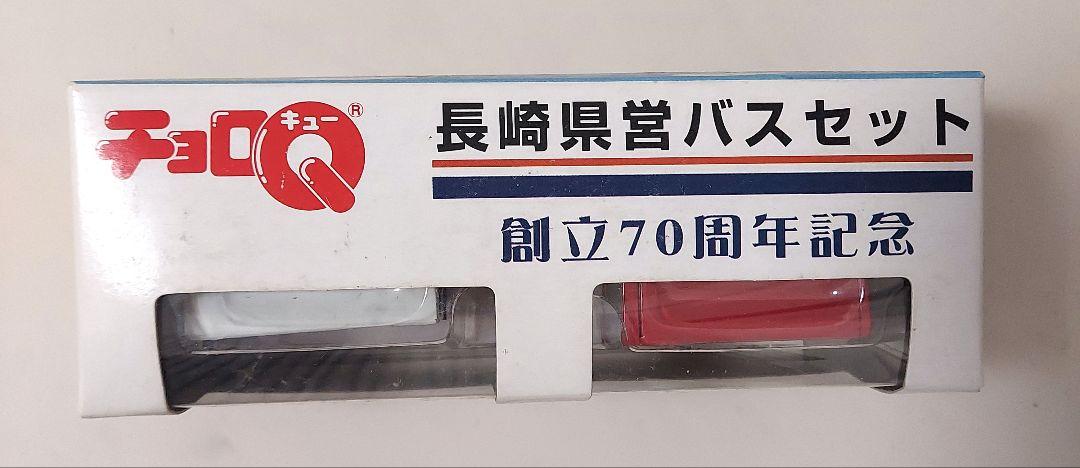 チョロQ®
キュー
長崎県営バスセット
創立70周年記念